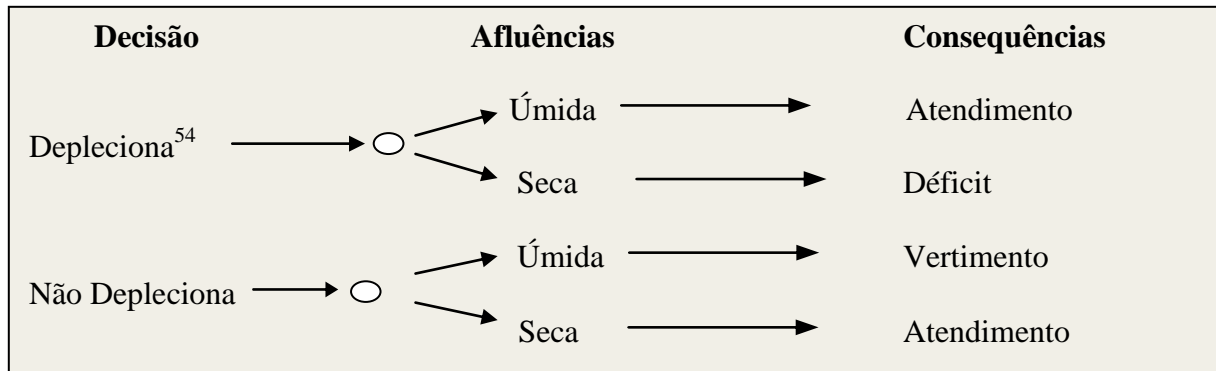 Decisão Afluências Consequências
Úmida Atendimento
Depleciona54
Seca Déficit
Úmida Vertimento
Não Depleciona
Seca Atendimento